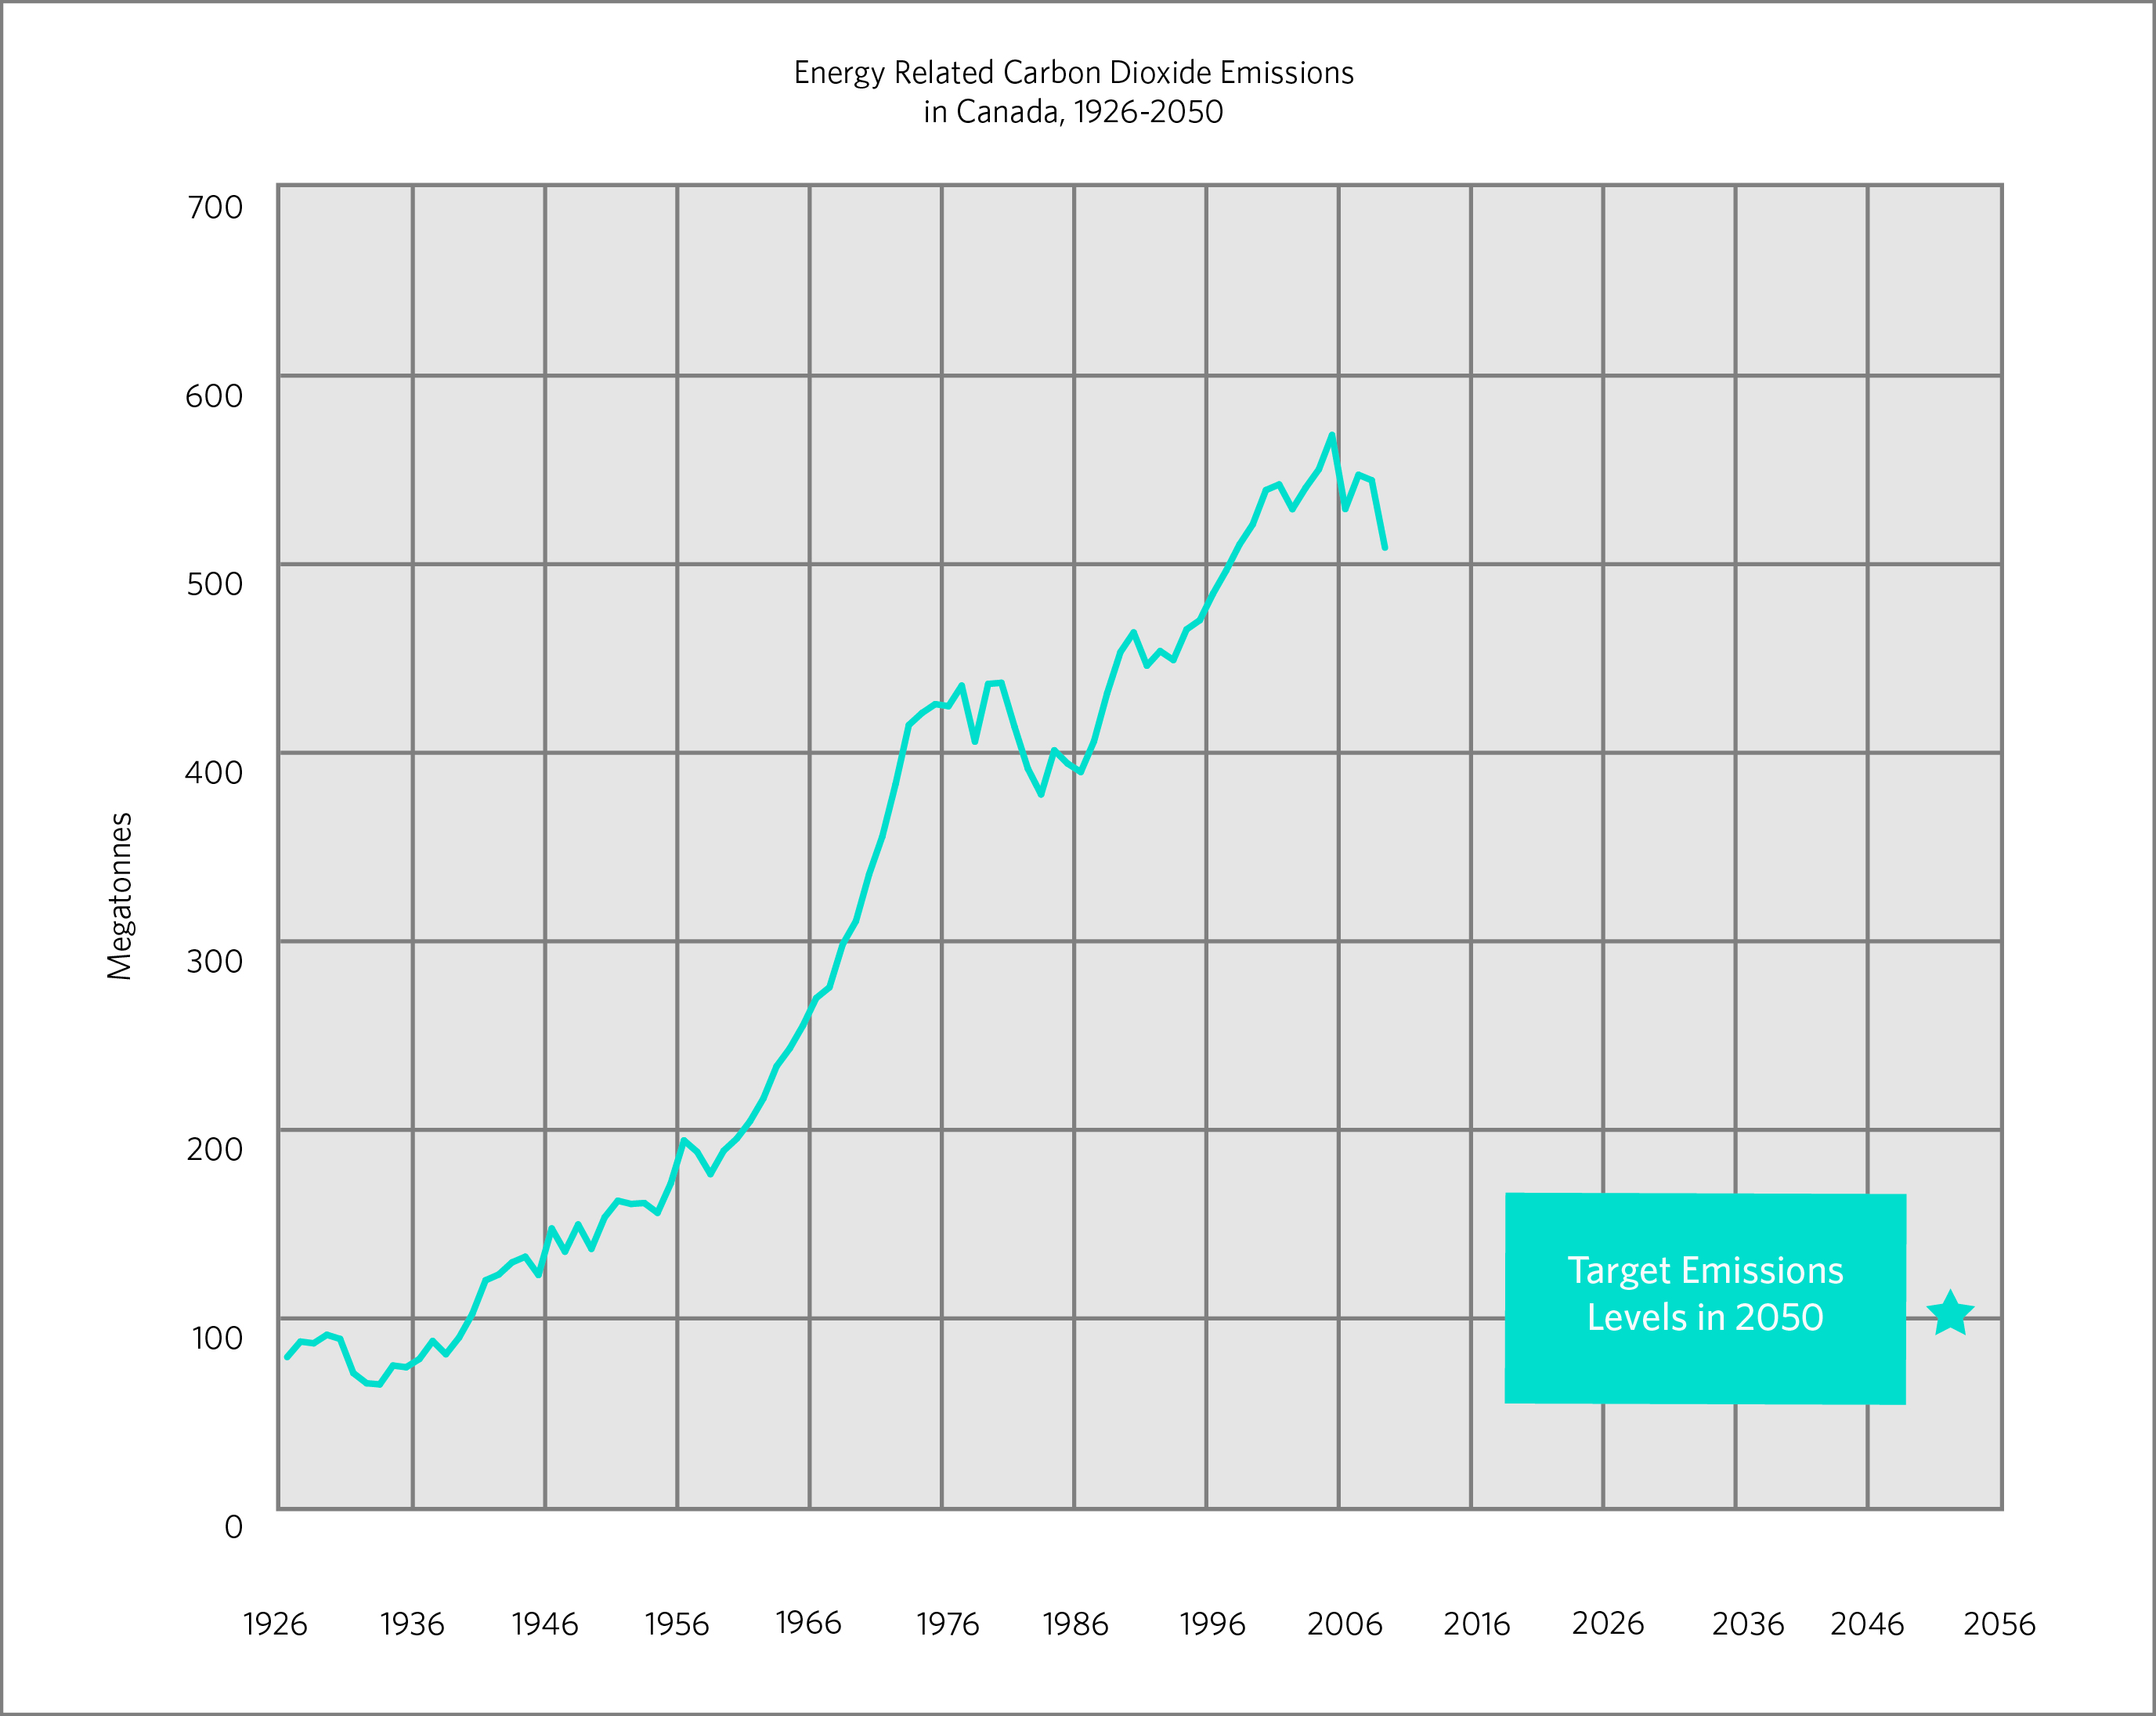 Energy Related Carbon Dioxide Emissions
in Canada, 1926-2050
700
600
500
400
300
200
100
0
Megatonnes
Target Emissions
Levels in 2050
1926 1936 1946 1956 1966 1976 1986 1996 2006 2016 2026 2036 2046 2056